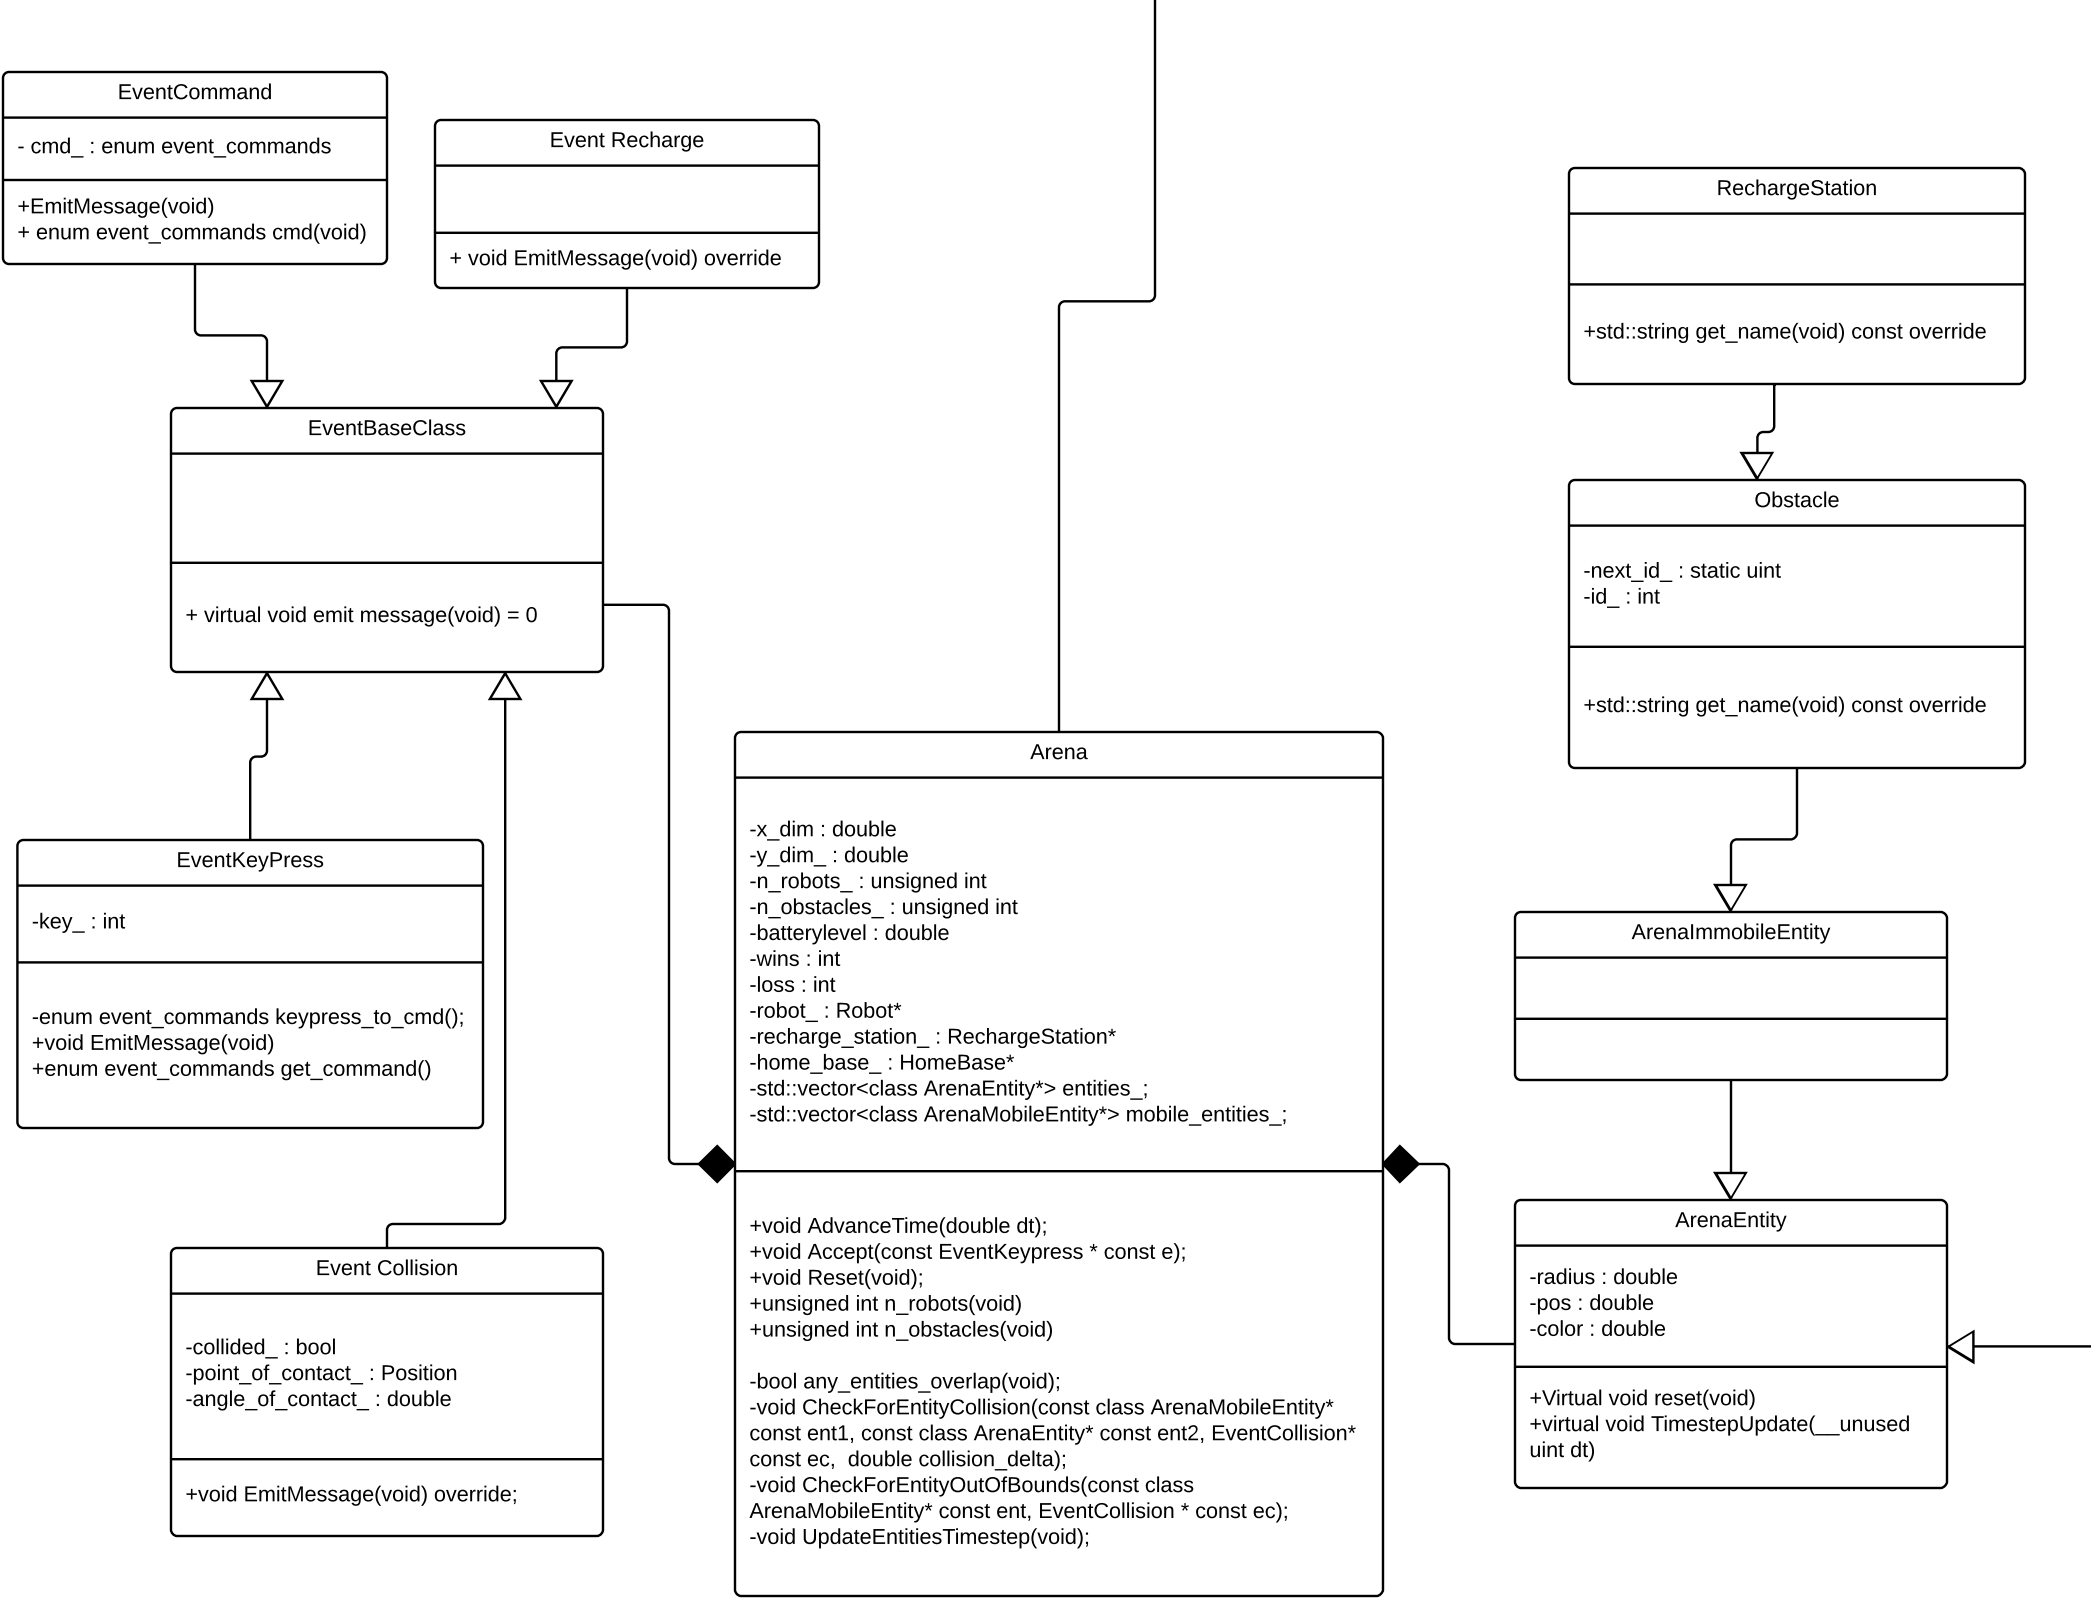 EventCommand
- cmd_ : enum event_commands
+EmitMessage(void)
+ enum event_commands cmd(void)
Event Recharge
+ void EmitMessage(void) override
EventBaseClass
+ virtual void emit message(void) = 0
EventKeyPress
-key_ : int
-enum event_commands keypress_to_cmd();
+void EmitMessage(void)
+enum event_commands get_command()
Event Collision
-collided_ : bool
-point_of_contact_ : Position
-angle_of_contact_ : double
+void EmitMessage(void) override;
Arena
-x_dim : double
-y_dim_ : double
-n_robots_ : unsigned int
-n_obstacles_ : unsigned int
-batterylevel : double
-wins : int
-loss : int
-robot_ : Robot*
-recharge_station_ : RechargeStation*
-home_base_ : HomeBase*
-std::vector<class ArenaEntity*> entities_;
-std::vector<class ArenaMobileEntity*> mobile_entities_;
+void AdvanceTime(double dt);
+void Accept(const EventKeypress * const e);
+void Reset(void);
+unsigned int n_robots(void)
+unsigned int n_obstacles(void)
-bool any_entities_overlap(void);
-void CheckForEntityCollision(const class ArenaMobileEntity*
const ent1, const class ArenaEntity* const ent2, EventCollision*
const ec,  double collision_delta);
-void CheckForEntityOutOfBounds(const class
ArenaMobileEntity* const ent, EventCollision * const ec);
-void UpdateEntitiesTimestep(void);
RechargeStation
+std::string get_name(void) const override
Obstacle
-next_id_ : static uint
-id_ : int
+std::string get_name(void) const override
ArenaImmobileEntity
ArenaEntity
-radius : double
-pos : double
-color : double
+Virtual void reset(void)
+virtual void TimestepUpdate(__unused
uint dt)